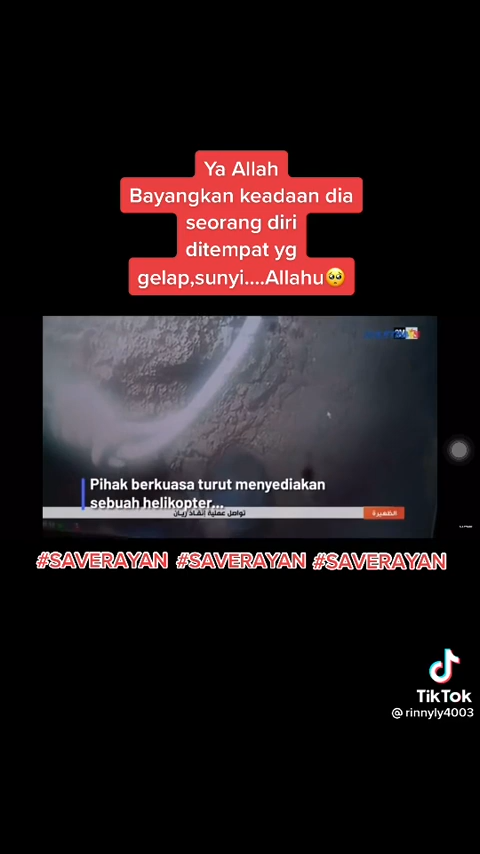 Ya Allah
Bayangkan keadaan dia
seorang diri
ditempat yg
gelap,sunyi....Allahu🥺
Pihak berkuasa turut menyediakan
sebuah helikopter...
تواصل عملية إنقاذ ريان
الظهيرة
#SAVERAYAN #SAVERAYAN #SAVERAYAN
TikTok
@rinnyly4003